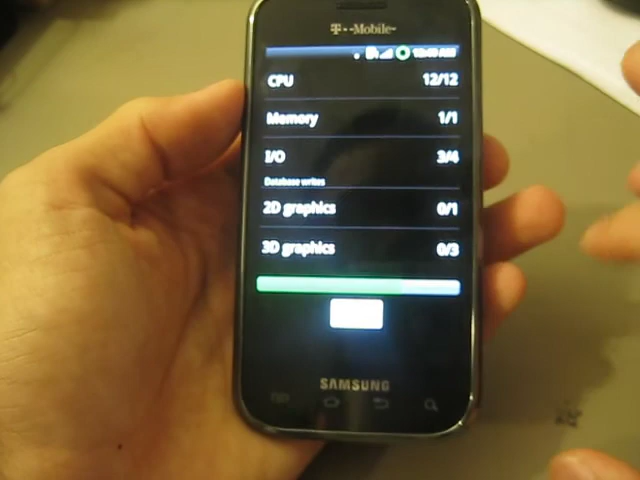 T-Mobile
CPU 12/12
Memory 1/1
I/O 3/4
Database writes
2D graphics 0/1
3D graphics 0/3
SAMSUNG